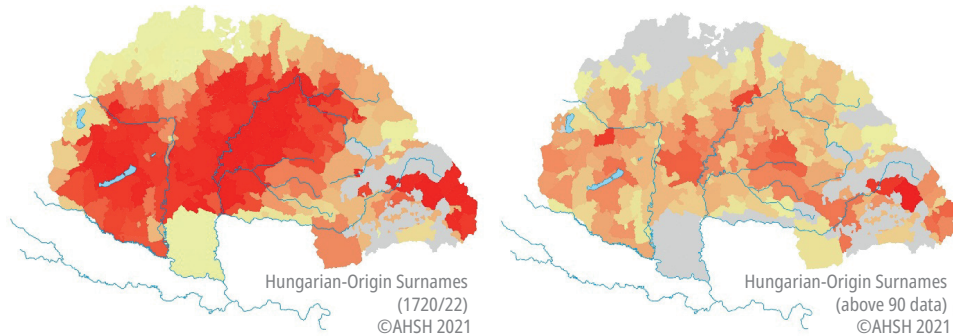 Hungarian-Origin Surnames
(1720/22)
©AHSH 2021
Hungarian-Origin Surnames
(above 90 data)
©AHSH 2021